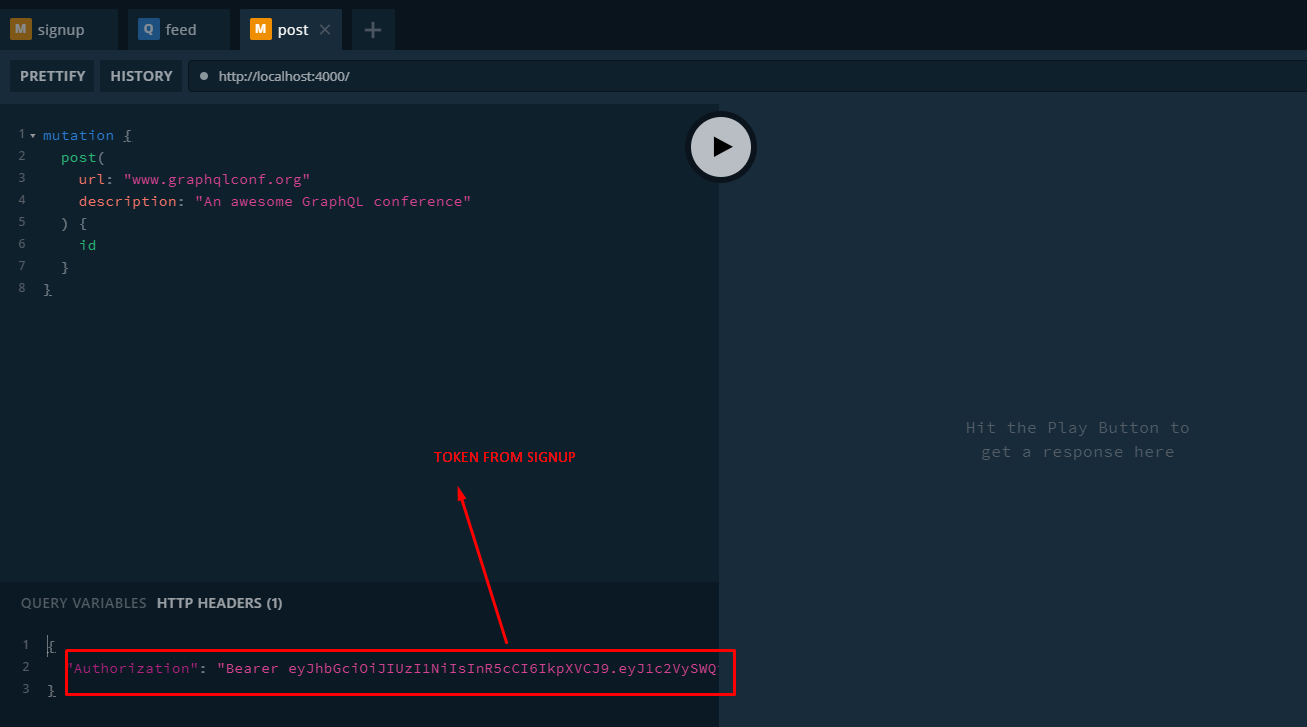 M signup Q feed M post × +
PRETTIFY HISTORY http://localhost:4000/
1 mutation {
2 post(
3 url: "www.graphqlconf.org"
4 description: "An awesome GraphQL conference"
5 ) {
6 id
7 }
8 }
Hit the Play Button to
get a response here
TOKEN FROM SIGNUP
QUERY VARIABLES HTTP HEADERS (1)
1 {
2 "Authorization": "Bearer eyJhbGciOiJIUzI1NiIsInR5cCI6IkpXVCJ9.eyJ1c2VySWQ
3 }